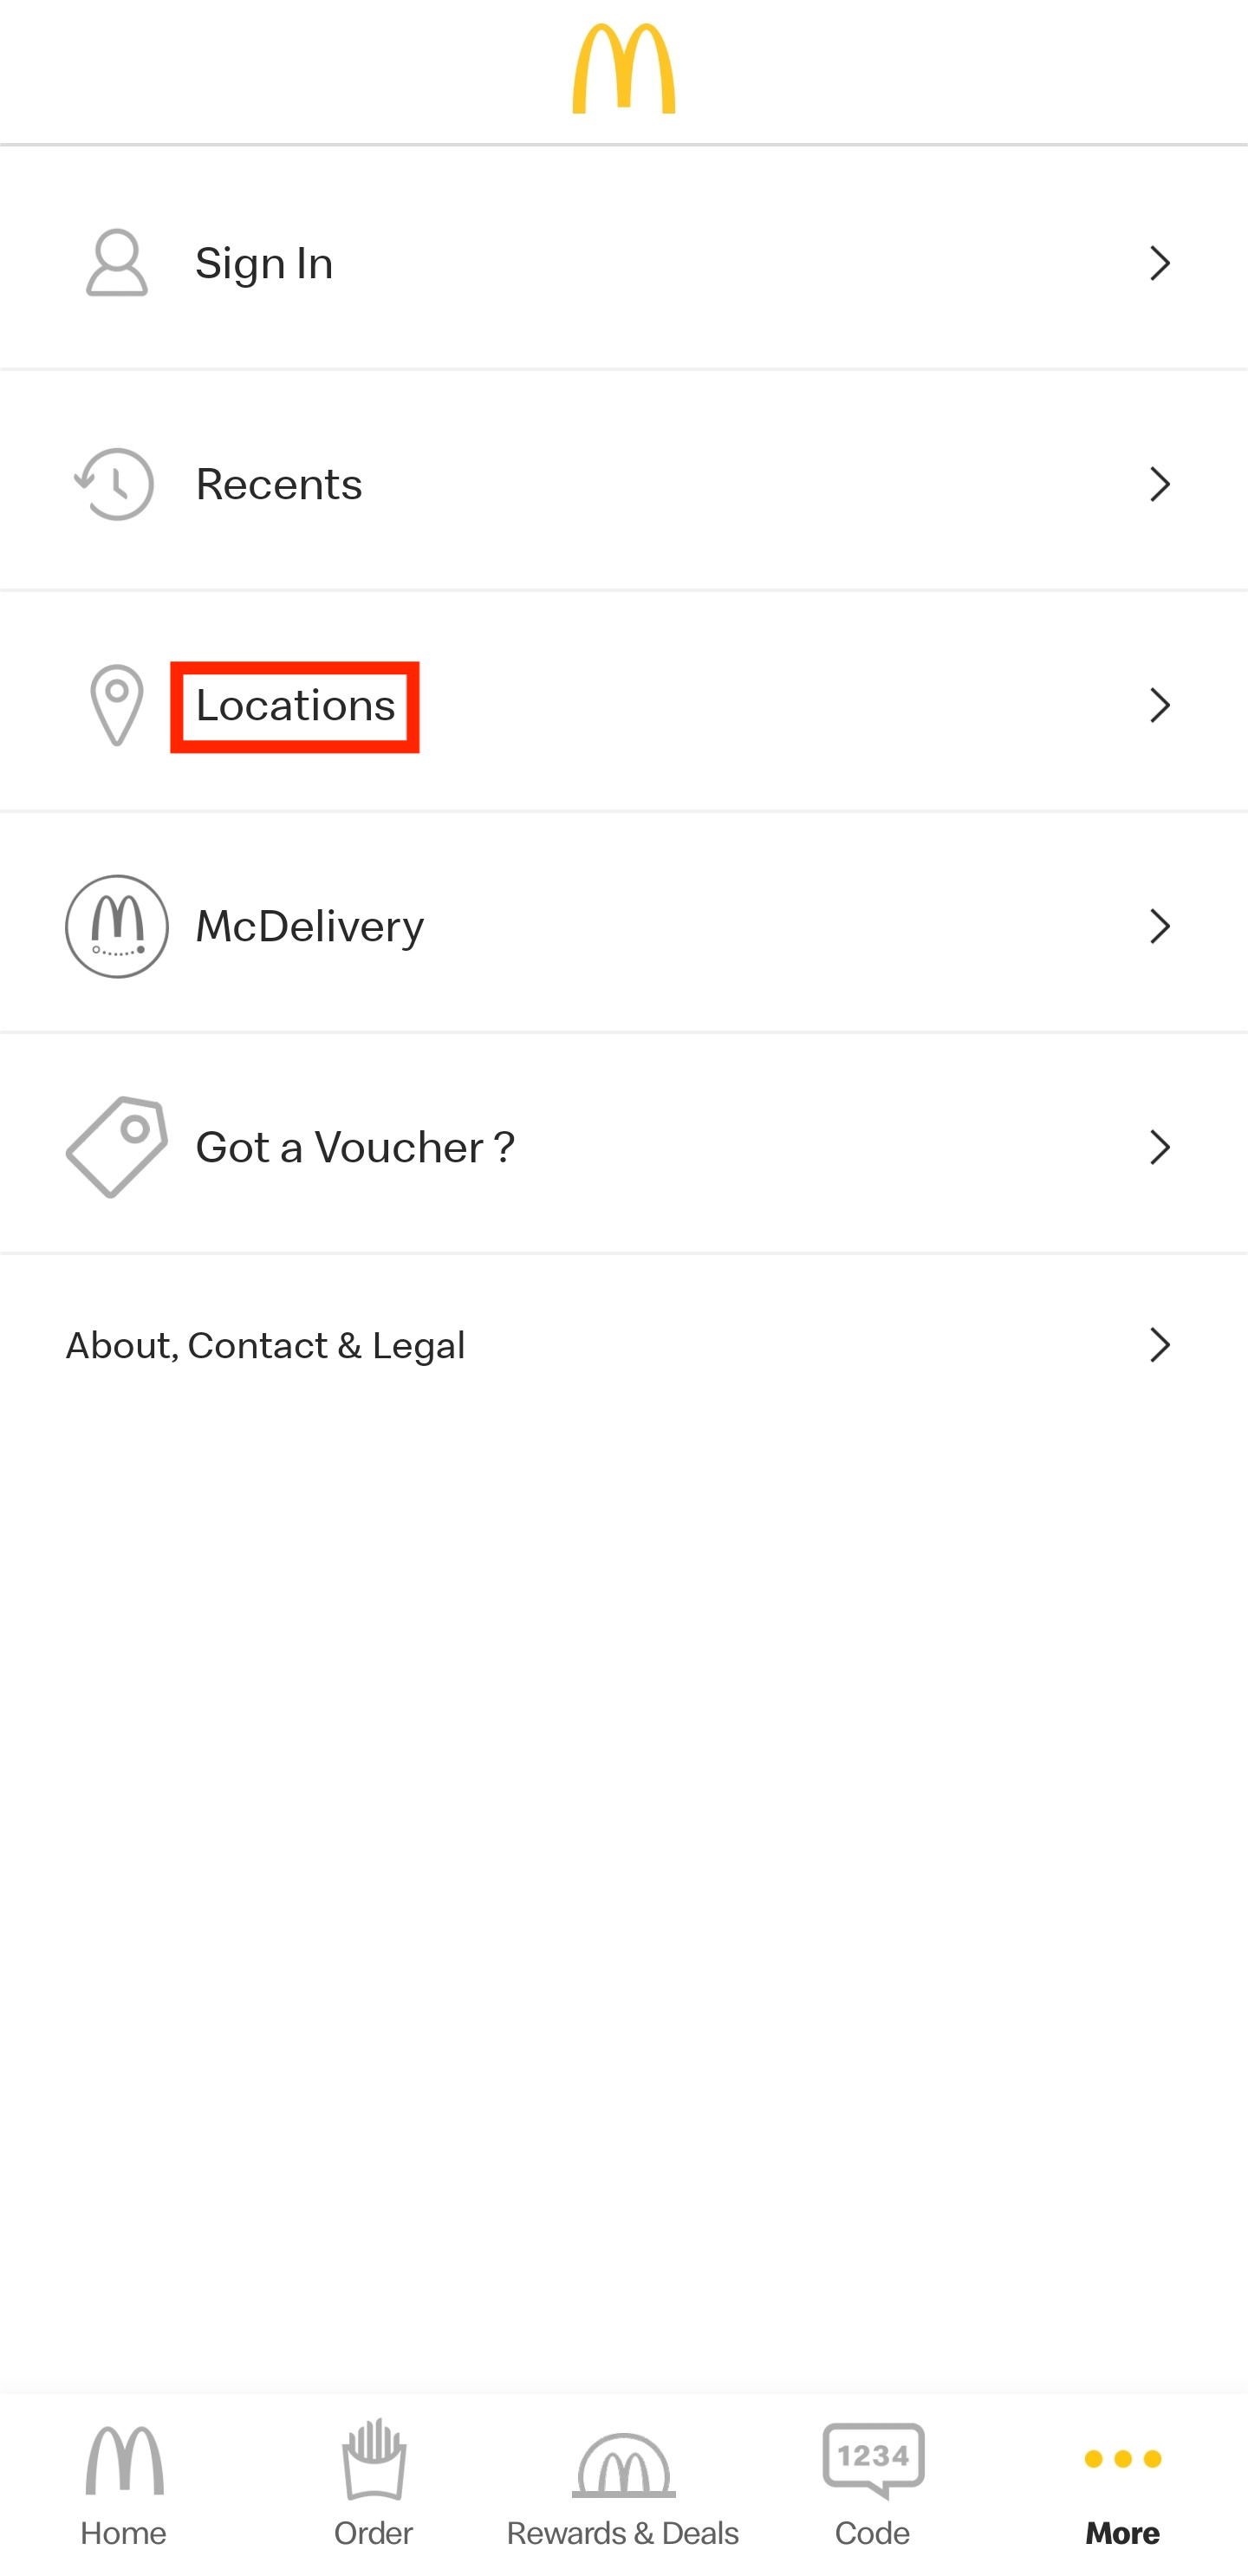 Sign In
Recents
Locations
McDelivery
Got a Voucher ?
About, Contact & Legal
1234
Home
Order
Rewards & Deals
Code
More